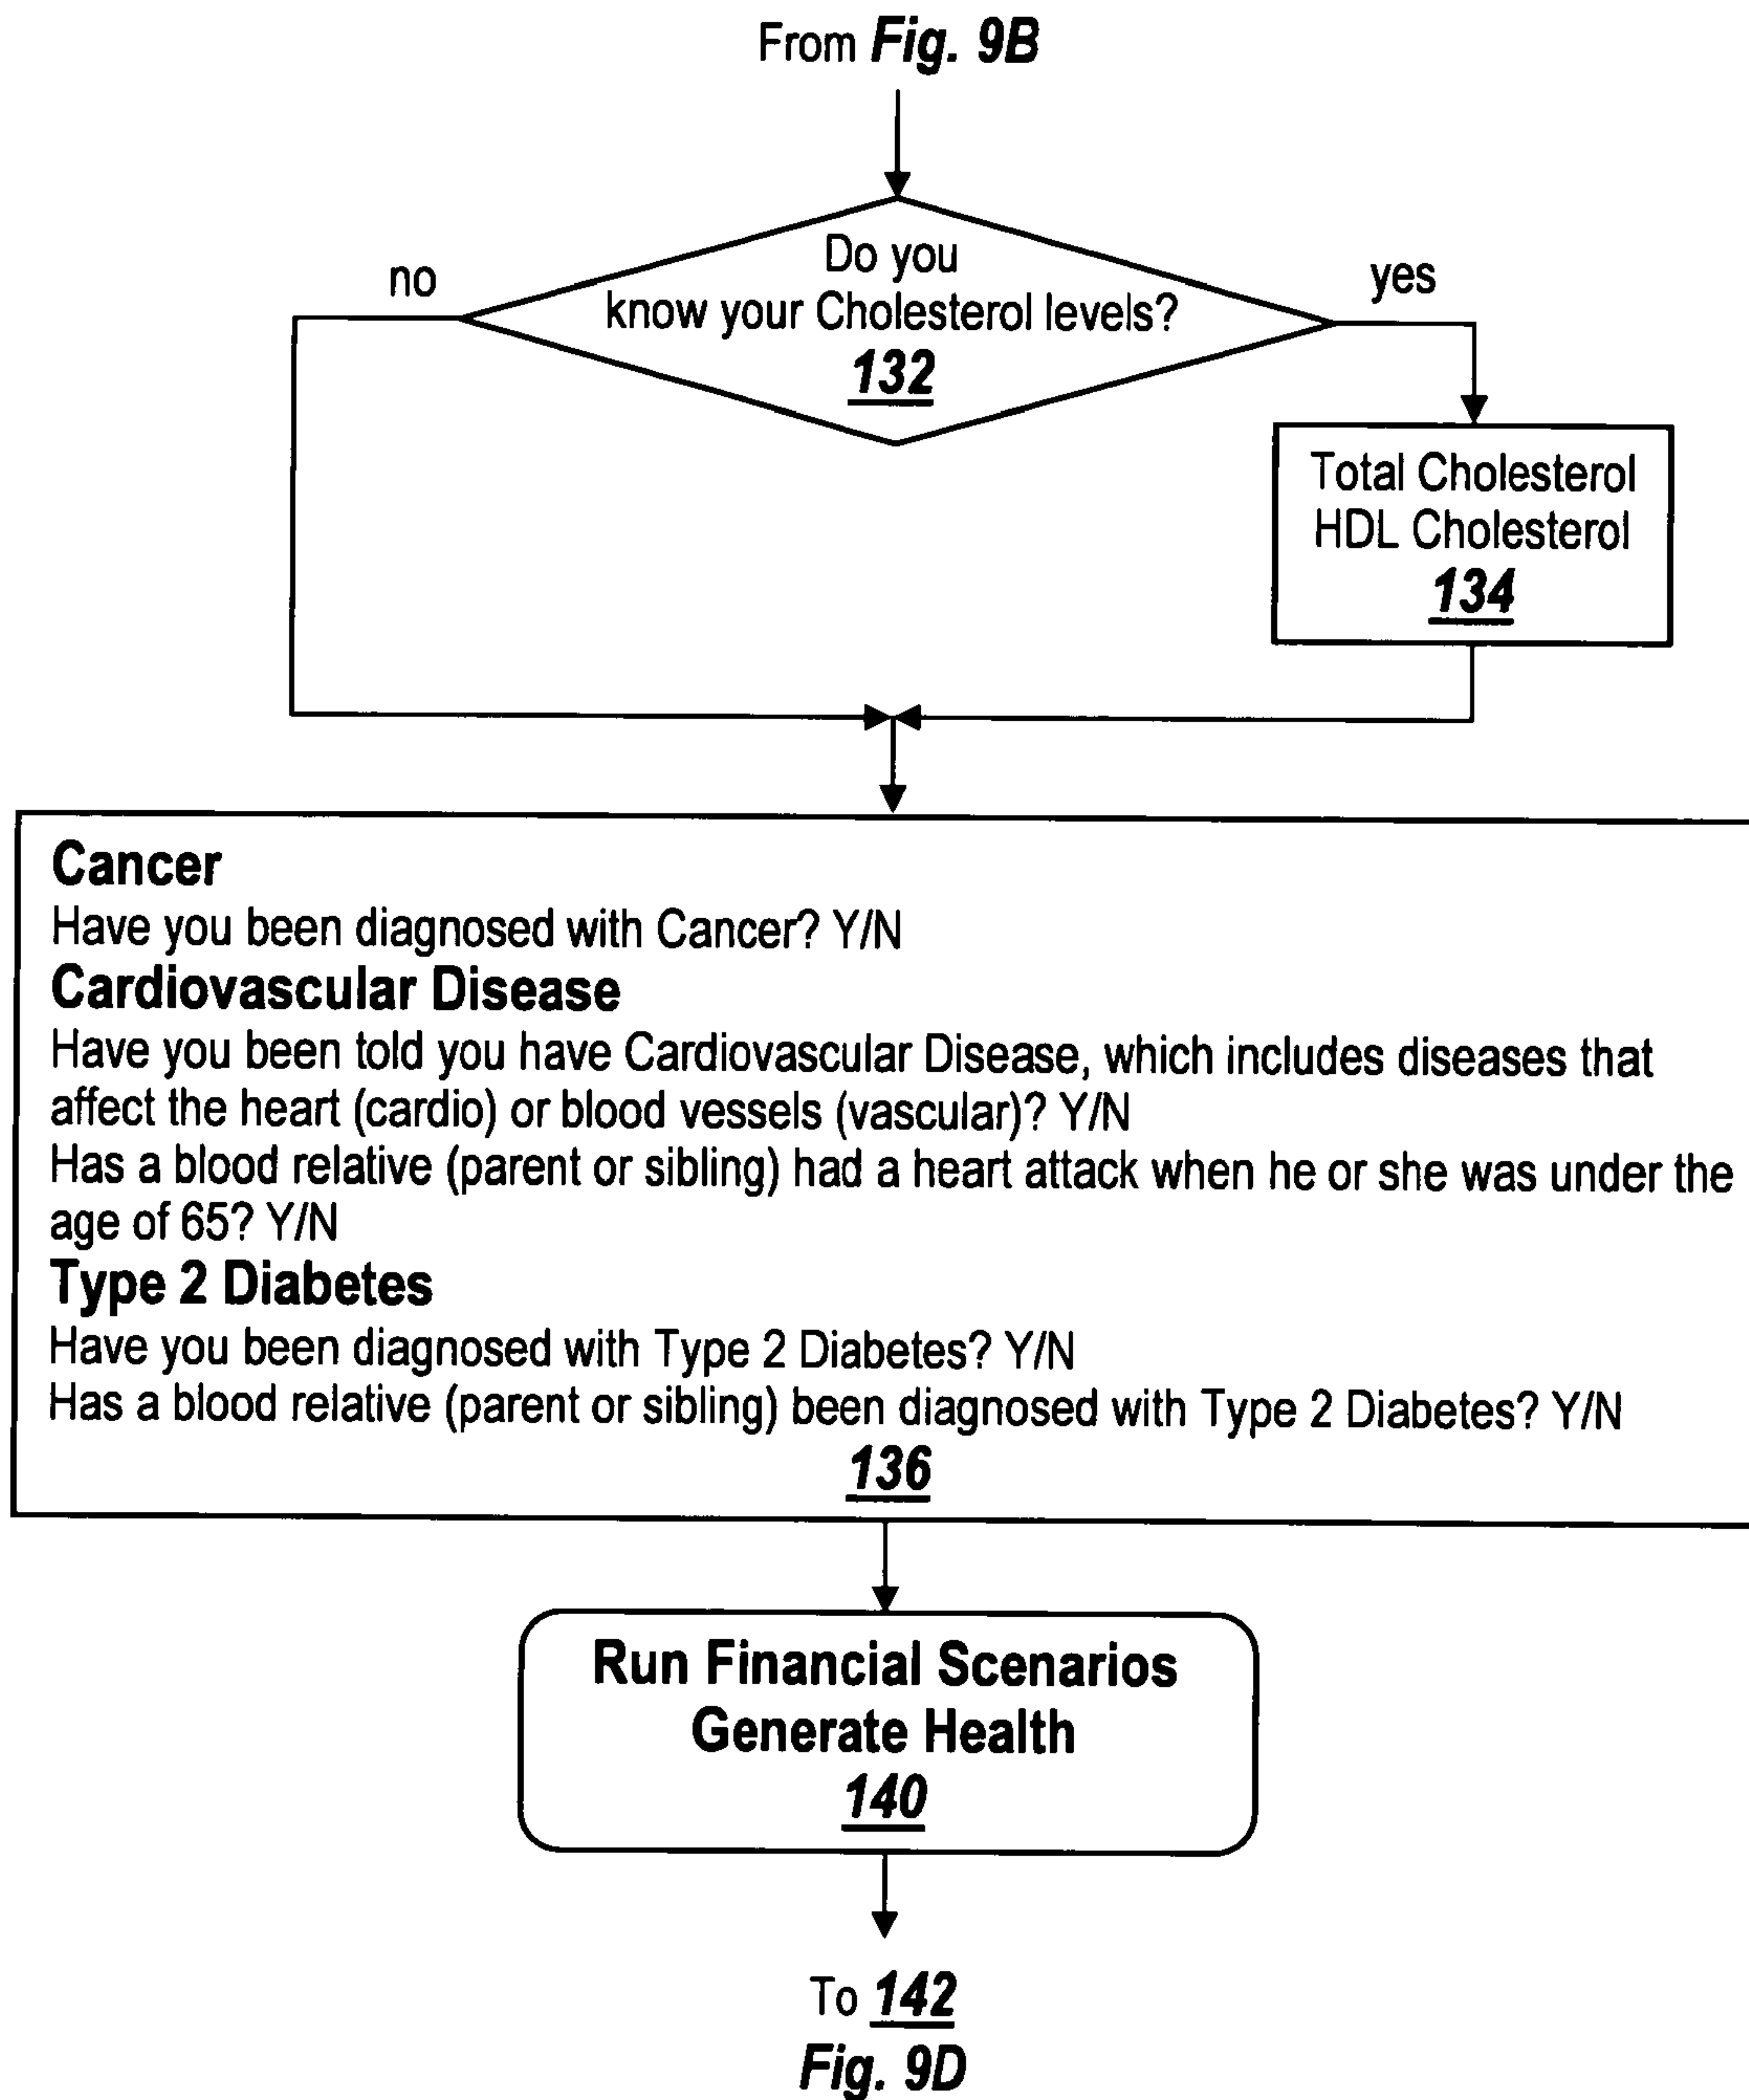 From Fig. 9B
Do you
no
yes
know your Cholesterol levels?
132
Total Cholesterol
HDL Cholesterol
134
Cancer
Have you been diagnosed with Cancer? Y/N
Cardiovascular Disease
Have you been told you have Cardiovascular Disease, which includes diseases that
affect the heart (cardio) or blood vessels (vascular)? Y/N
Has a blood relative (parent or sibling) had a heart attack when he or she was under the
age of 65? Y/N
Type 2 Diabetes
Have you been diagnosed with Type 2 Diabetes? Y/N
Has a blood relative (parent or sibling) been diagnosed with Type 2 Diabetes? Y/N
136
Run Financial Scenarios
Generate Health
140
To 142
Fig. 9D